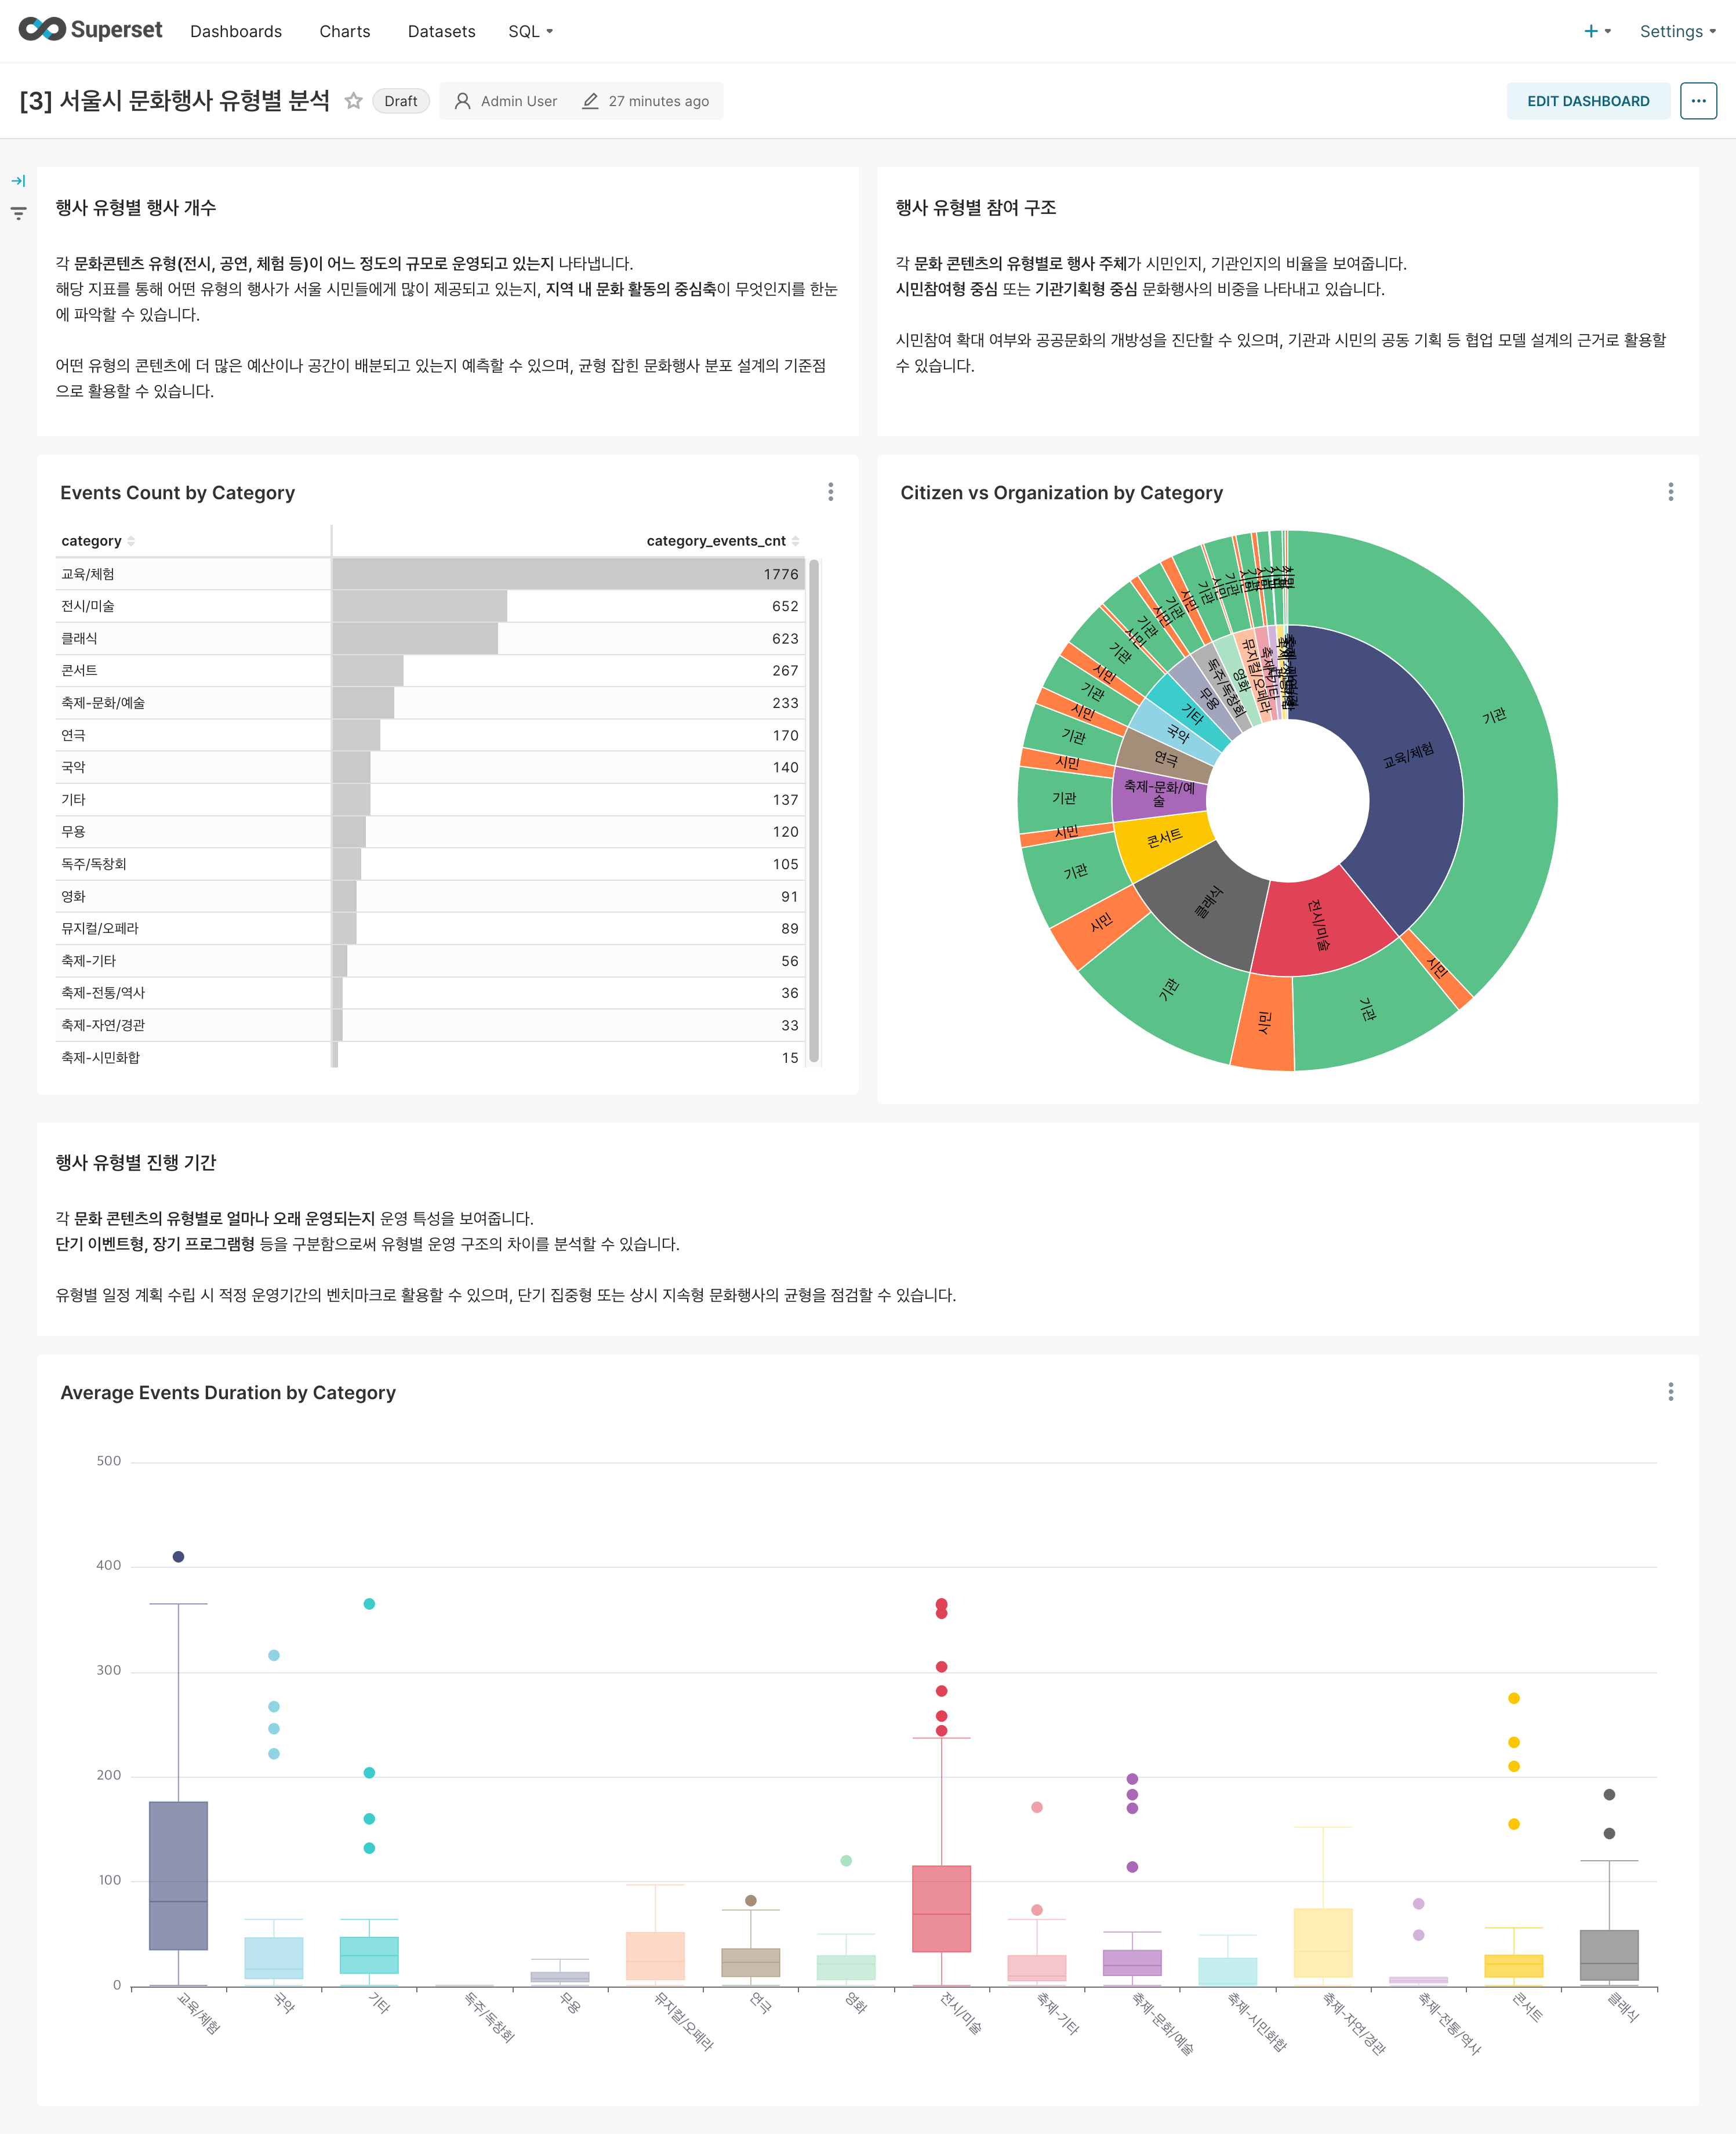 Superset
Dashboards
Charts
Datasets
SQL
+
Settings
[3] 서울시 문화행사 유형별 분석
Draft
Admin User
27 minutes ago
EDIT DASHBOARD
행사 유형별 행사 개수
각 문화콘텐츠 유형(전시, 공연, 체험 등)이 어느 정도의 규모로 운영되고 있는지 나타냅니다.
해당 지표를 통해 어떤 유형의 행사가 서울 시민들에게 많이 제공되고 있는지, 지역 내 문화 활동의 중심축이 무엇인지를 한눈
에 파악할 수 있습니다.
어떤 유형의 콘텐츠에 더 많은 예산이나 공간이 배분되고 있는지 예측할 수 있으며, 균형 잡힌 문화행사 분포 설계의 기준점
으로 활용할 수 있습니다.
행사 유형별 참여 구조
각 문화 콘텐츠의 유형별로 행사 주체가 시민인지, 기관인지의 비율을 보여줍니다.
시민참여형 중심 또는 기관기획형 중심 문화행사의 비중을 나타내고 있습니다.
시민참여 확대 여부와 공공문화의 개방성을 진단할 수 있으며, 기관과 시민의 공동 기획 등 협업 모델 설계의 근거로 활용할
수 있습니다.
Events Count by Category
category
category_events_cnt
교육/체험 1776
전시/미술 652
클래식 623
콘서트 267
축제-문화/예술 233
연극 170
국악 140
기타 137
무용 120
독주/독창회 105
영화 91
뮤지컬/오페라 89
축제-기타 56
축제-전통/역사 36
축제-자연/경관 33
축제-시민화합 15
Citizen vs Organization by Category
교육/체험
기관
시민
전시/미술
기관
시민
클래식
기관
시민
콘서트
기관
시민
축제-문화/예
술
기관
시민
연극
기관
시민
국악
기관
시민
기타
기관
시민
무용
기관
시민
독주/독창회
기관
시민
영화
기관
시민
뮤지컬/오페라
기관
행사 유형별 진행 기간
각 문화 콘텐츠의 유형별로 얼마나 오래 운영되는지 운영 특성을 보여줍니다.
단기 이벤트형, 장기 프로그램형 등을 구분함으로써 유형별 운영 구조의 차이를 분석할 수 있습니다.
유형별 일정 계획 수립 시 적정 운영기간의 벤치마크로 활용할 수 있으며, 단기 집중형 또는 상시 지속형 문화행사의 균형을 점검할 수 있습니다.
Average Events Duration by Category
500
400
300
200
100
0
교육/체험
국악
기타
독주/독창회
무용
뮤지컬/오페라
연극
영화
전시/미술
축제-기타
축제-문화/예술
축제-시민화합
축제-자연/경관
축제-전통/역사
콘서트
클래식